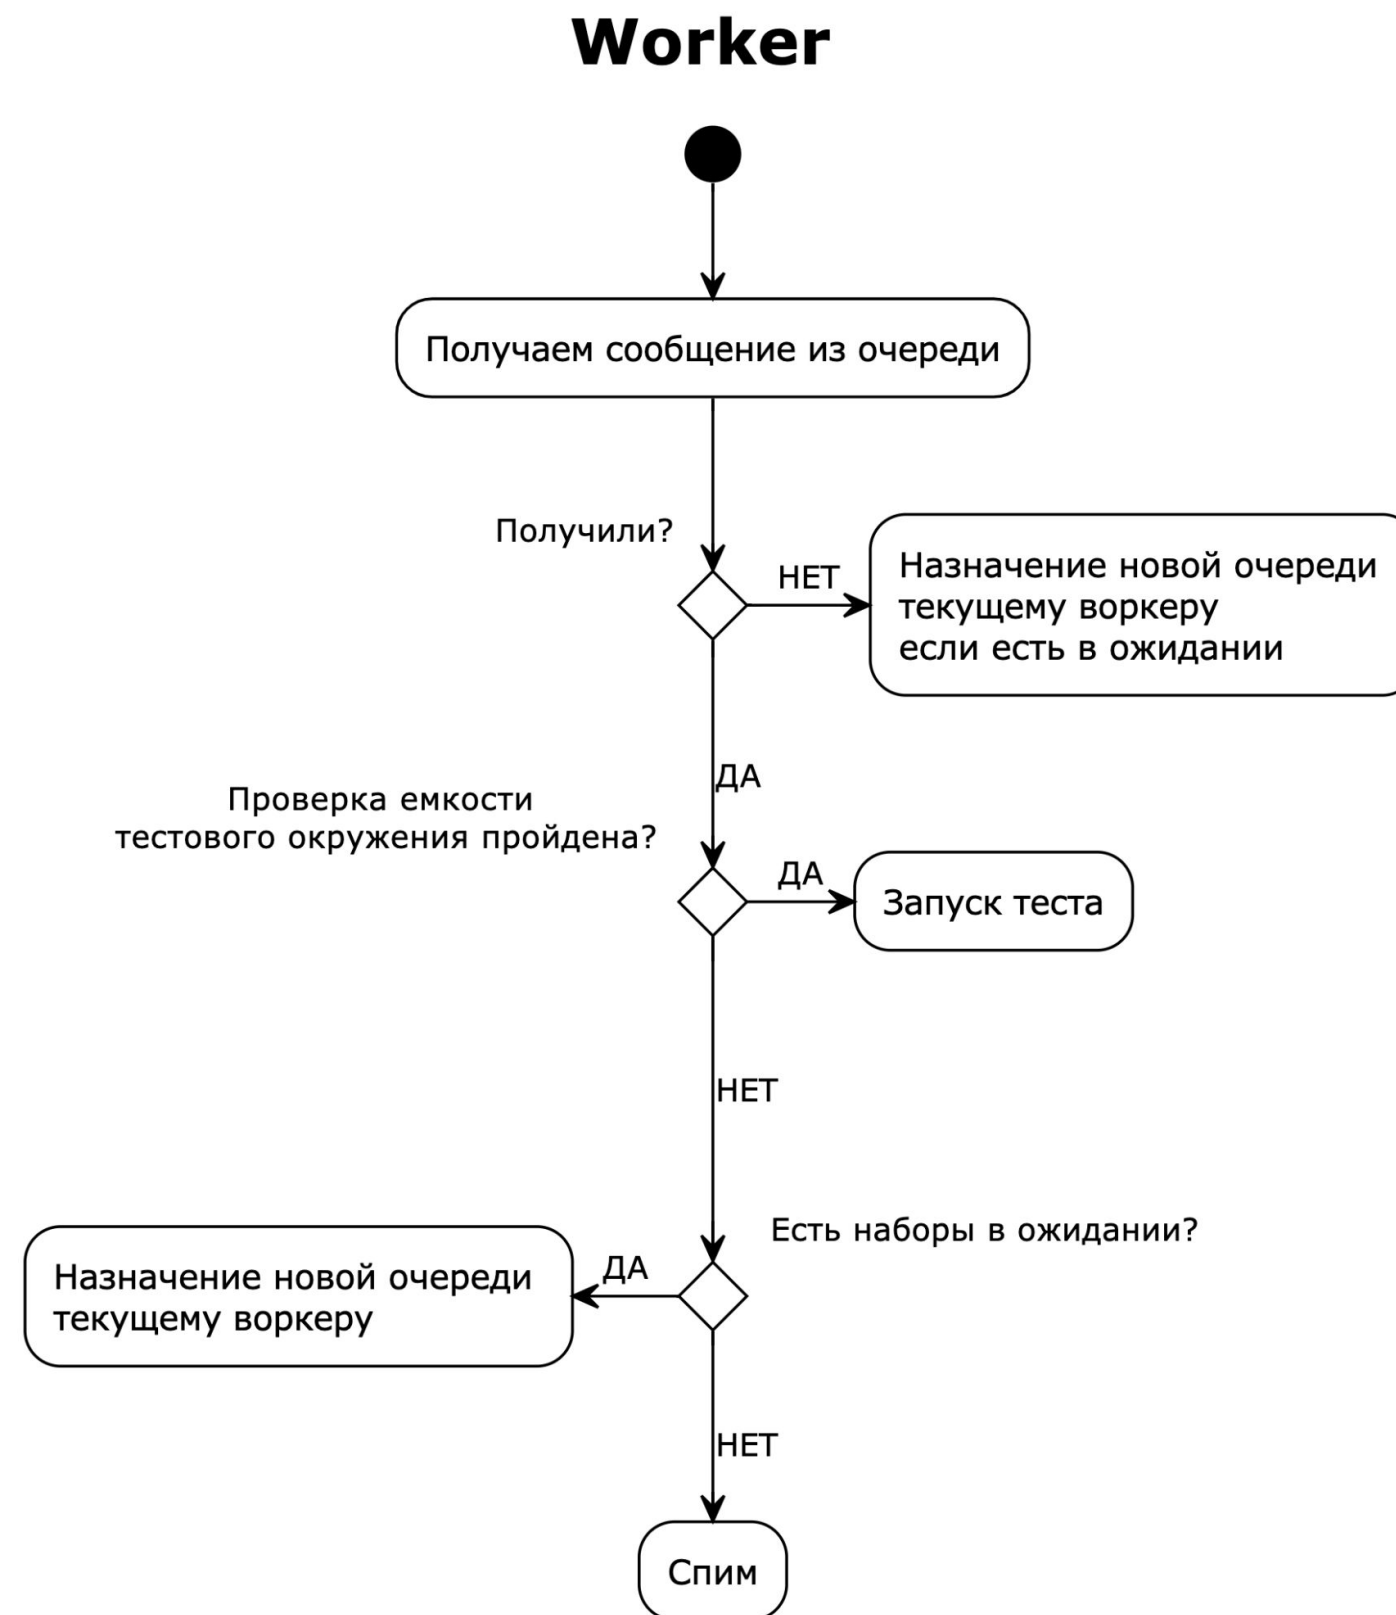 Worker
Получаем сообщение из очереди
Получили?
НЕТ
Назначение новой очереди
текущему воркеру
если есть в ожидании
ДА
Проверка емкости
тестового окружения пройдена?
ДА
Запуск теста
НЕТ
Есть наборы в ожидании?
ДА
Назначение новой очереди
текущему воркеру
НЕТ
Спим